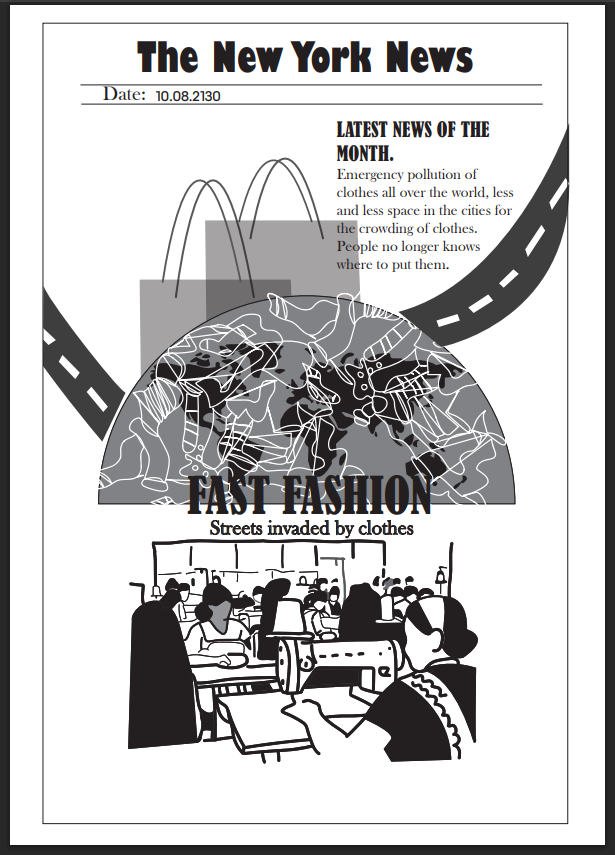 The New York News
Date: 10.08.2130
LATEST NEWS OF THE
MONTH.
Emergency pollution of
clothes all over the world, less
and less space in the cities for
the crowding of clothes.
People no longer knows
where to put them.
FAST FASHION
Streets invaded by clothes